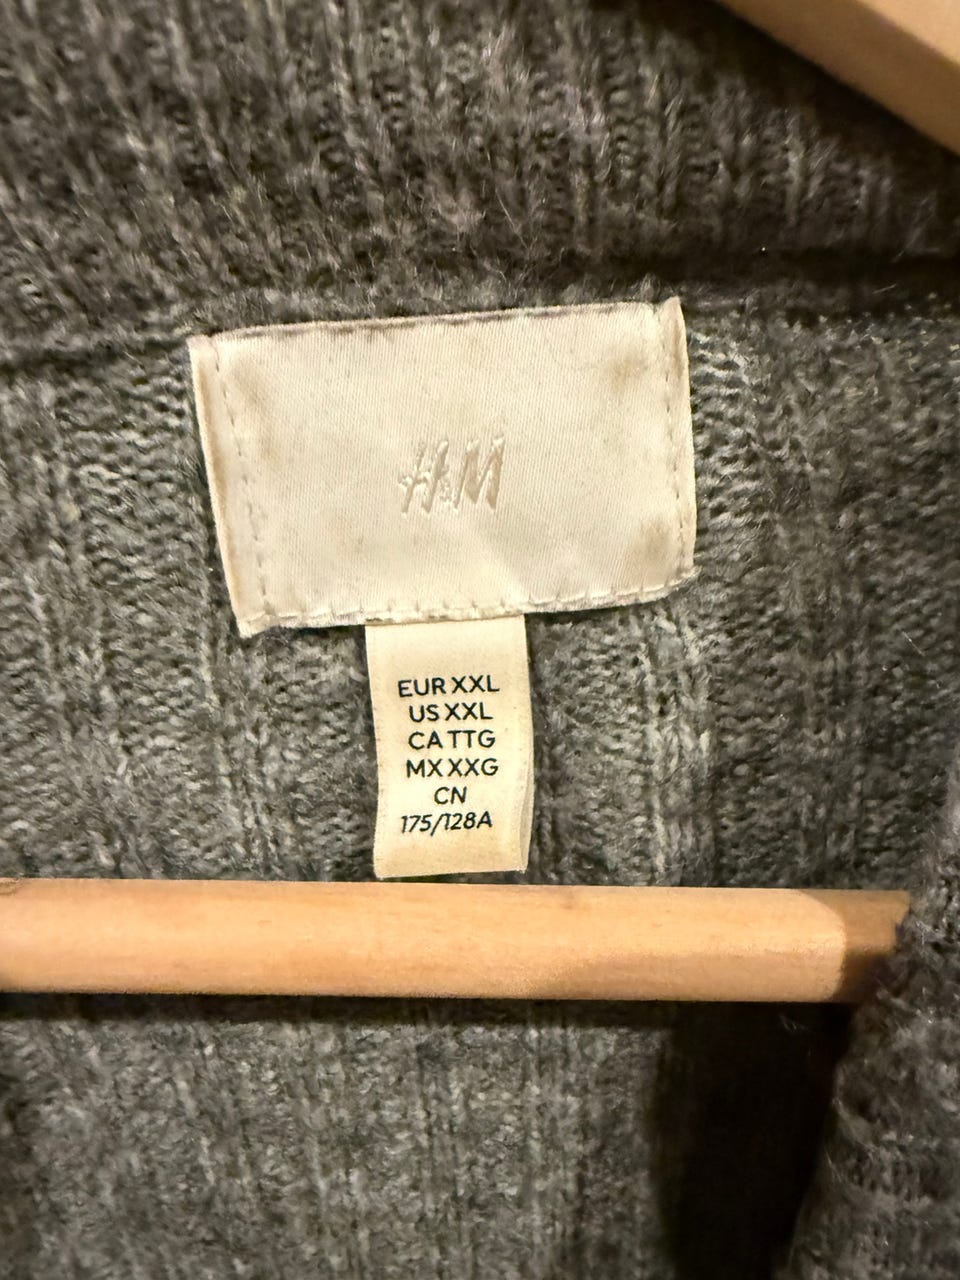 H&M
EUR XXL
US XXL
CA TTG
MX XXG
CN
175/128A